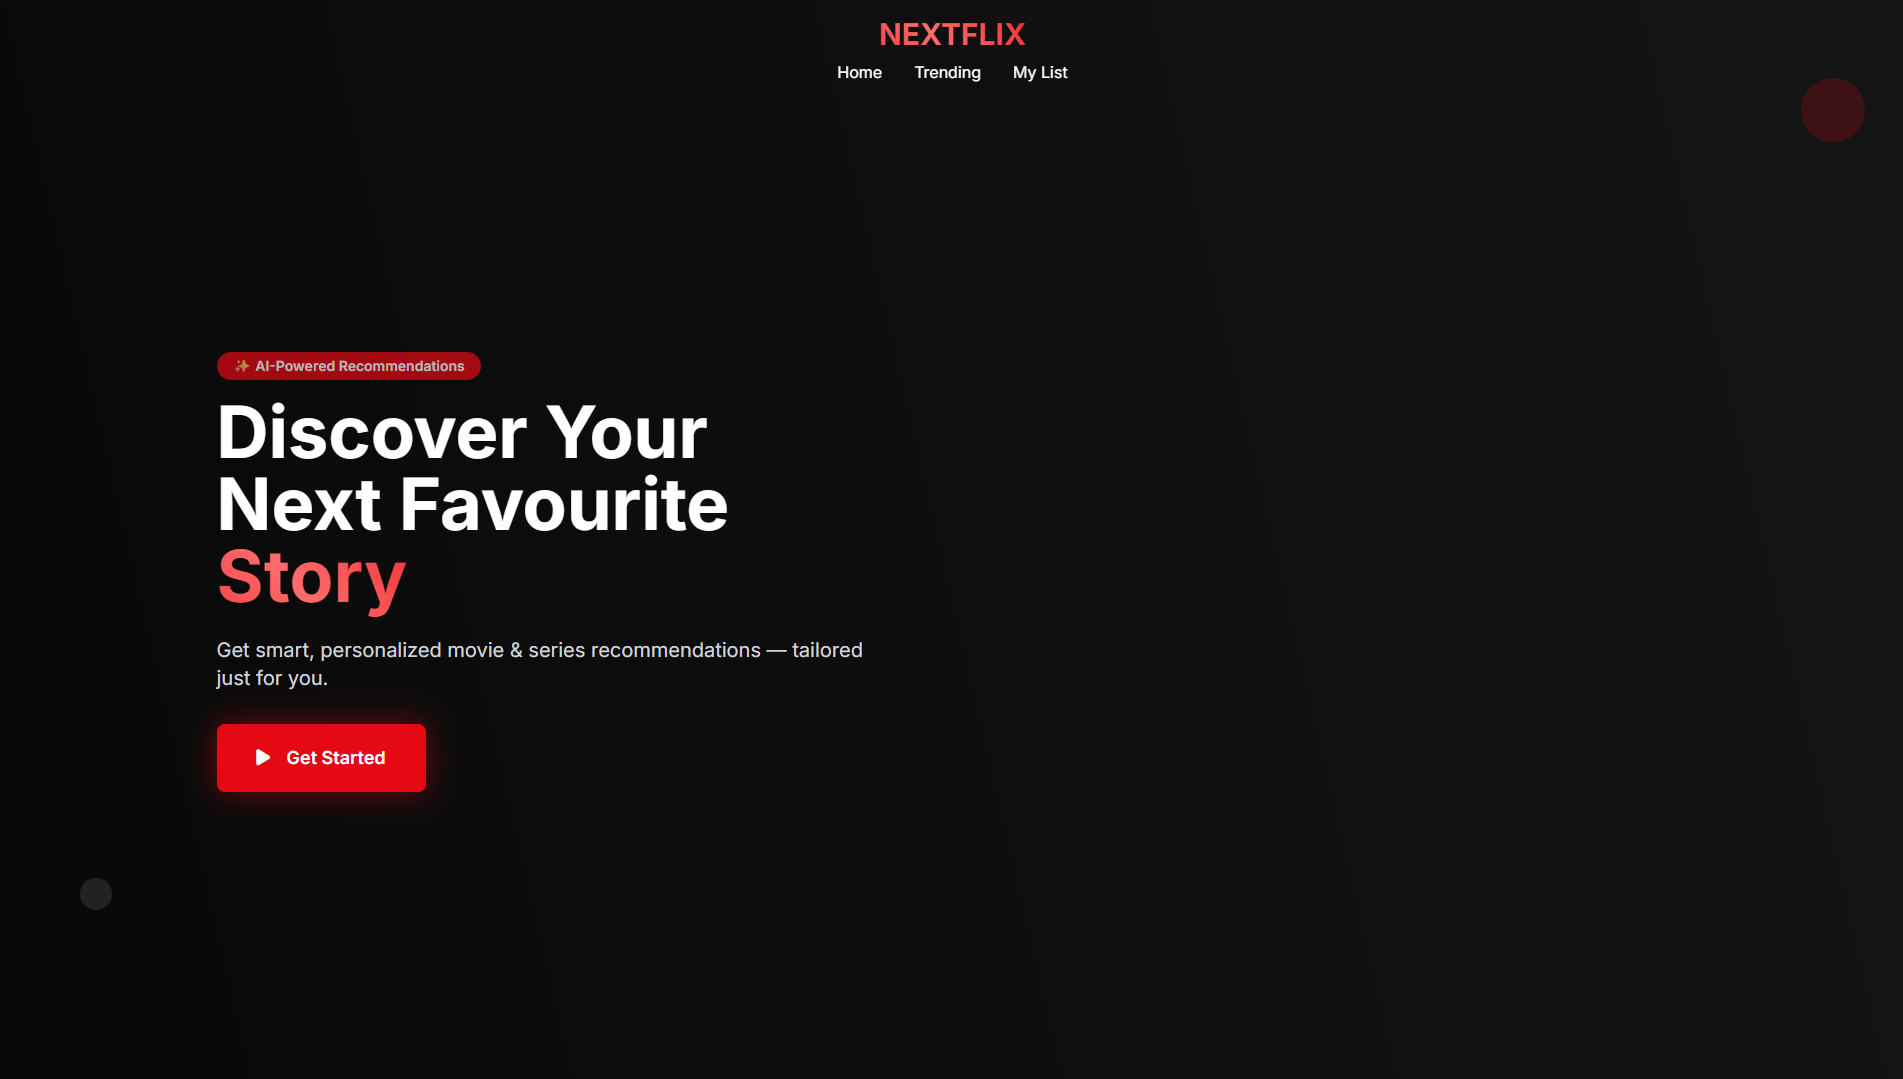 NEXTFLIX
Home Trending My List
✨ AI-Powered Recommendations
Discover Your
Next Favourite
Story
Get smart, personalized movie & series recommendations — tailored
just for you.
Get Started